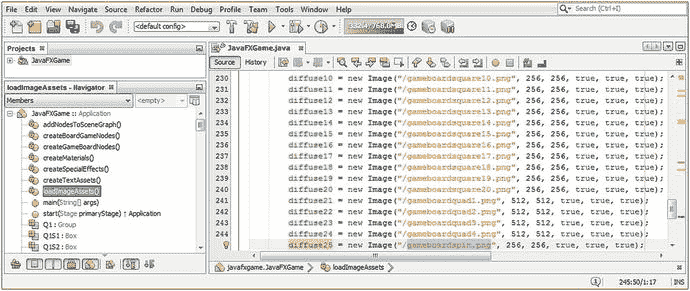 File Edit View Navigate Source Refactor Run Debug Profile Team Tools Window Help
Search (Ctrl+I)
<default config>
Projects
JavaFXGame
loadImageAssets - Navigator
Members
<empty>
JavaFXGame :: Application
addNodesToSceneGraph()
createBoardGameNodes()
createGameBoardNodes()
createMaterials()
createSpecialEffects()
createTextAssets()
loadImageAssets()
main(String[] args)
start(Stage primaryStage) ↑ Application
Q1 : Group
Q1S1 : Box
Q1S2 : Box
JavaFXGame.java
Source History
230 diffuse10 = new Image("/gameboardsquare10.png", 256, 256, true, true, true);
231 diffuse11 = new Image("/gameboardsquare11.png", 256, 256, true, true, true);
232 diffuse12 = new Image("/gameboardsquare12.png", 256, 256, true, true, true);
233 diffuse13 = new Image("/gameboardsquare13.png", 256, 256, true, true, true);
234 diffuse14 = new Image("/gameboardsquare14.png", 256, 256, true, true, true);
235 diffuse15 = new Image("/gameboardsquare15.png", 256, 256, true, true, true);
236 diffuse16 = new Image("/gameboardsquare16.png", 256, 256, true, true, true);
237 diffuse17 = new Image("/gameboardsquare17.png", 256, 256, true, true, true);
238 diffuse18 = new Image("/gameboardsquare18.png", 256, 256, true, true, true);
239 diffuse19 = new Image("/gameboardsquare19.png", 256, 256, true, true, true);
240 diffuse20 = new Image("/gameboardsquare20.png", 256, 256, true, true, true);
241 diffuse21 = new Image("/gameboardquad1.png", 512, 512, true, true, true);
242 diffuse22 = new Image("/gameboardquad2.png", 512, 512, true, true, true);
243 diffuse23 = new Image("/gameboardquad3.png", 512, 512, true, true, true);
244 diffuse24 = new Image("/gameboardquad4.png", 512, 512, true, true, true);
diffuse25 = new Image("/gameboardspin.png", 256, 256, true, true, true);
javafxgame.JavaFXGame
loadImageAssets
245:50/1:17
INS